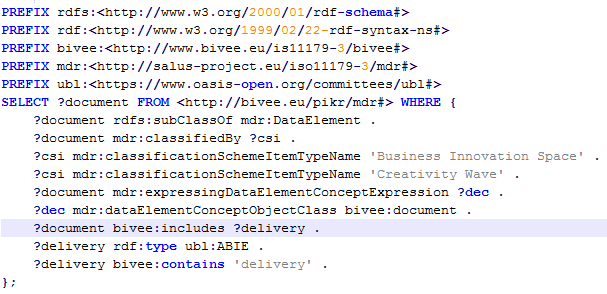 PREFIX rdfs:<http://www.w3.org/2000/01/rdf-schema#>
PREFIX rdf:<http://www.w3.org/1999/02/22-rdf-syntax-ns#>
PREFIX bivee:<http://www.bivee.eu/is11179-3/bivee#>
PREFIX mdr:<http://salus-project.eu/iso11179-3/mdr#>
PREFIX ubl:<https://www.oasis-open.org/committees/ubl#>
SELECT ?document FROM <http://bivee.eu/pikr/mdr#> WHERE {
?document rdfs:subClassOf mdr:DataElement .
?document mdr:classifiedBy ?csi .
?csi mdr:classificationSchemeItemTypeName 'Business Innovation Space' .
?csi mdr:classificationSchemeItemTypeName 'Creativity Wave' .
?document mdr:expressingDataElementConceptExpression ?dec .
?dec mdr:dataElementConceptObjectClass bivee:document .
?document bivee:includes ?delivery .
?delivery rdf:type ubl:ABIE .
?delivery bivee:contains 'delivery' .
};